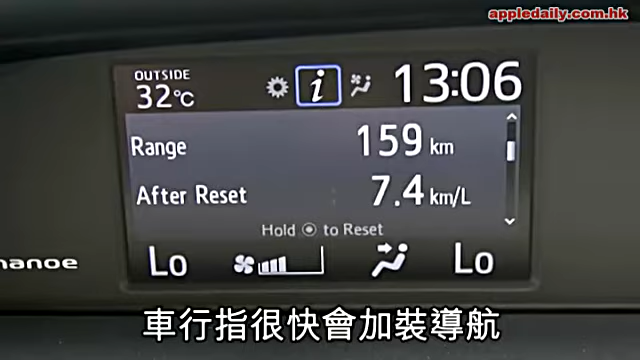 appledaily.com.hk
OUTSIDE
32℃
i
13:06
Range 159 km
After Reset 7.4 km/L
Hold ⦿ to Reset
Lo Lo
nanoe
車行指很快會加裝導航